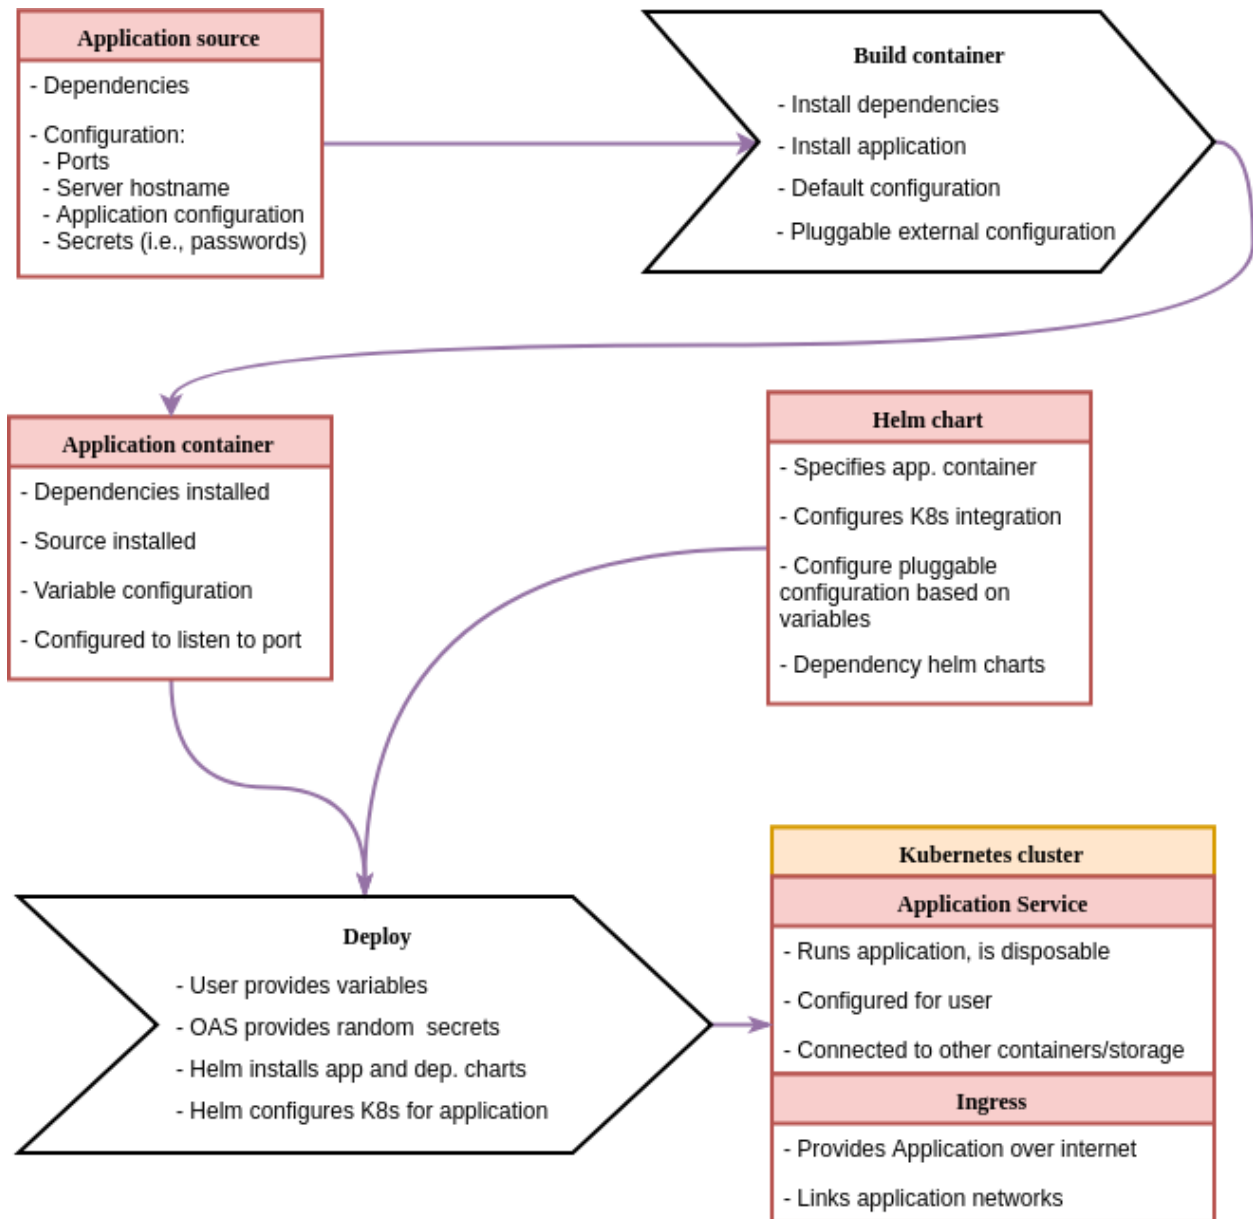 Application source
- Dependencies
- Configuration:
- Ports
- Server hostname
- Application configuration
- Secrets (i.e., passwords)
Build container
- Install dependencies
- Install application
- Default configuration
- Pluggable external configuration
Application container
- Dependencies installed
- Source installed
- Variable configuration
- Configured to listen to port
Helm chart
- Specifies app. container
- Configures K8s integration
- Configure pluggable
configuration based on
variables
- Dependency helm charts
Deploy
- User provides variables
- OAS provides random  secrets
- Helm installs app and dep. charts
- Helm configures K8s for application
Kubernetes cluster
Application Service
- Runs application, is disposable
- Configured for user
- Connected to other containers/storage
Ingress
- Provides Application over internet
- Links application networks